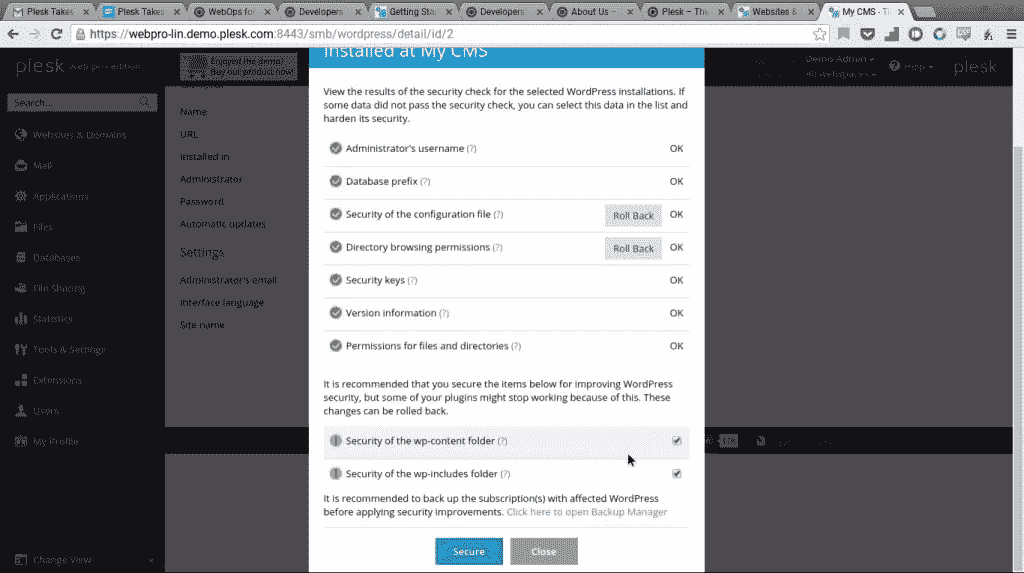 Plesk Takes
Plesk Takes
WebOps for
Developers
Getting Sta
Developers
About Us –
Plesk – The
Websites &
My CMS - T
https://webpro-lin.demo.plesk.com:8443/smb/wordpress/detail/id/2
Installed at My CMS
plesk web pro edition
Enjoyed the demo?
Buy our product now!
Demo Admin
All webspaces
Help
plesk
Search...
Websites & Domains
Mail
Applications
Files
Databases
File Sharing
Statistics
Tools & Settings
Extensions
Users
My Profile
Change View
General
Name
URL
Installed in
Administrator
Password
Automatic updates
Settings
Administrator's email
Interface language
Site name
View the results of the security check for the selected WordPress installations. If
some data did not pass the security check, you can select this data in the list and
harden its security.
Administrator's username (?) OK
Database prefix (?) OK
Security of the configuration file (?) Roll Back OK
Directory browsing permissions (?) Roll Back OK
Security keys (?) OK
Version information (?) OK
Permissions for files and directories (?) OK
It is recommended that you secure the items below for improving WordPress
security, but some of your plugins might stop working because of this. These
changes can be rolled back.
Security of the wp-content folder (?)
Security of the wp-includes folder (?)
It is recommended to back up the subscription(s) with affected WordPress
before applying security improvements. Click here to open Backup Manager
Secure Close